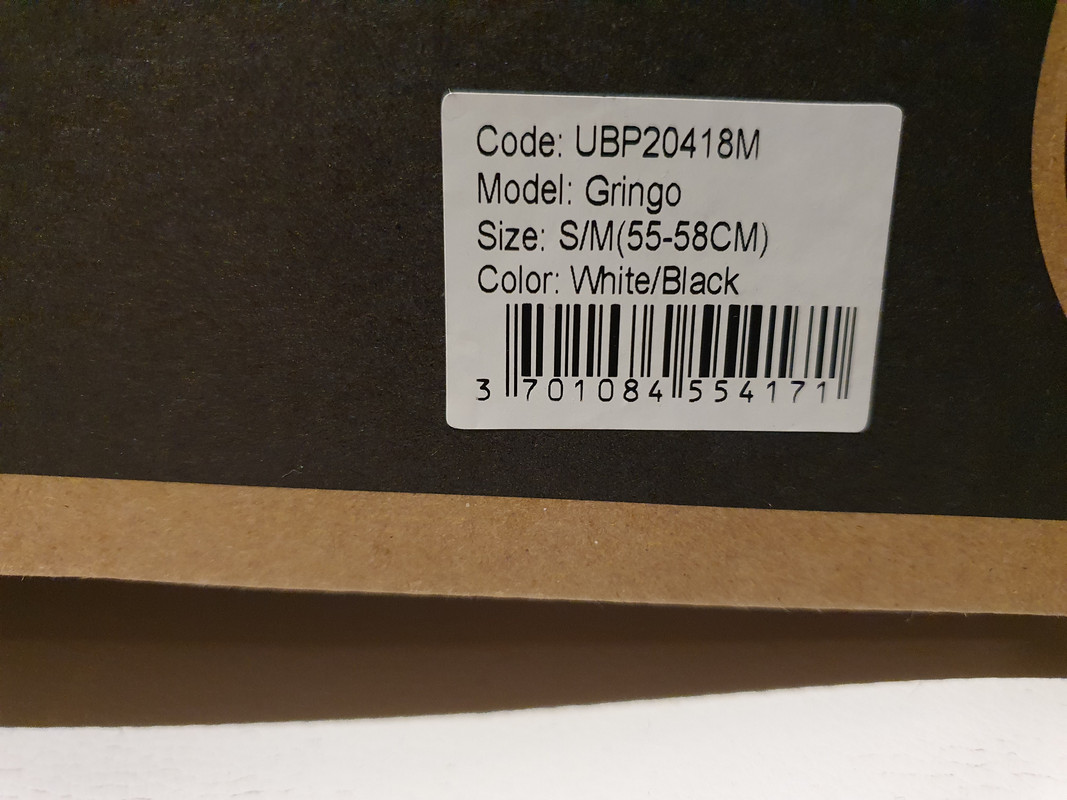 Code: UBP20418M
Model: Gringo
Size: S/M(55-58CM)
Color: White/Black
3 701084 554171